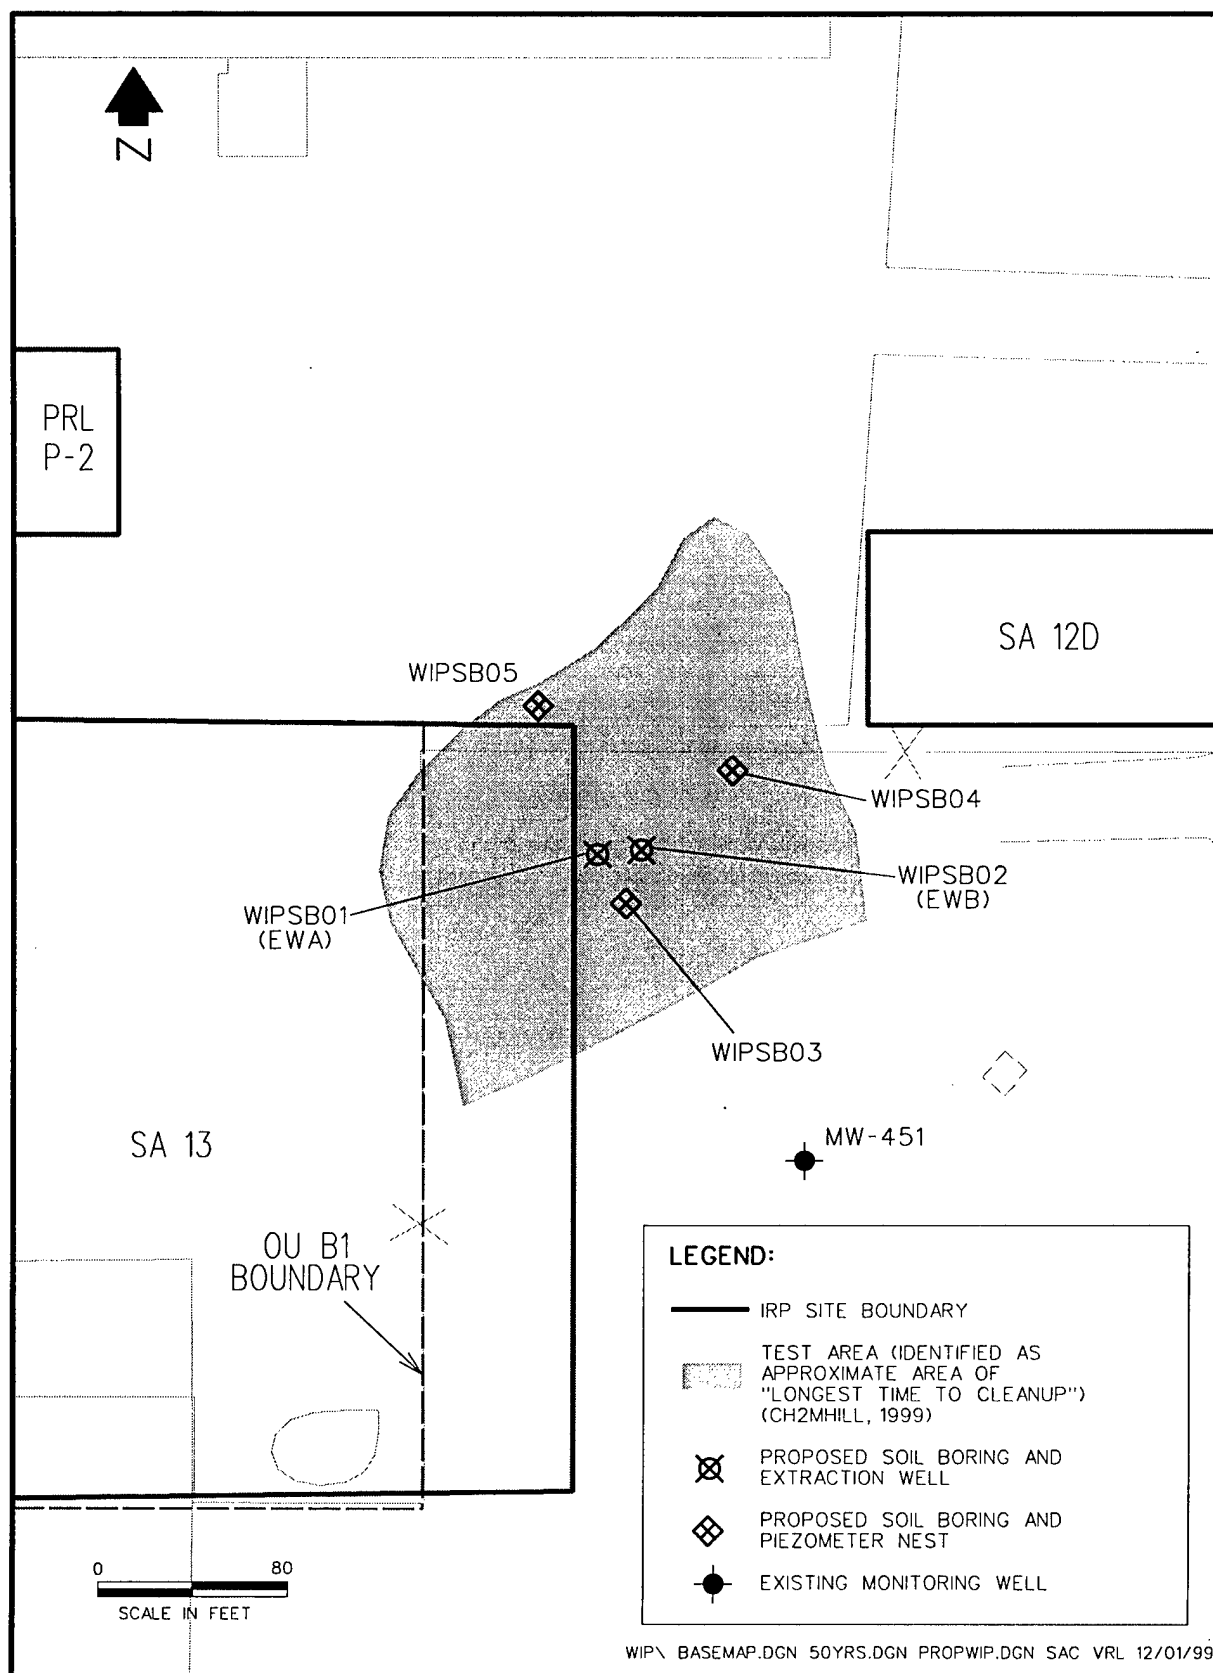 N
PRL
P-2
SA 12D
WIPSB05
WIPSB04
WIPSB02
(EWB)
WIPSB01
(EWA)
WIPSB03
MW-451
SA 13
OU B1
BOUNDARY
LEGEND:
IRP SITE BOUNDARY
TEST AREA (IDENTIFIED AS
APPROXIMATE AREA OF
"LONGEST TIME TO CLEANUP")
(CH2MHILL, 1999)
PROPOSED SOIL BORING AND
EXTRACTION WELL
PROPOSED SOIL BORING AND
PIEZOMETER NEST
EXISTING MONITORING WELL
0 80
SCALE IN FEET
WIP\ BASEMAP.DGN 50YRS.DGN PROPWIP.DGN SAC VRL 12/01/99